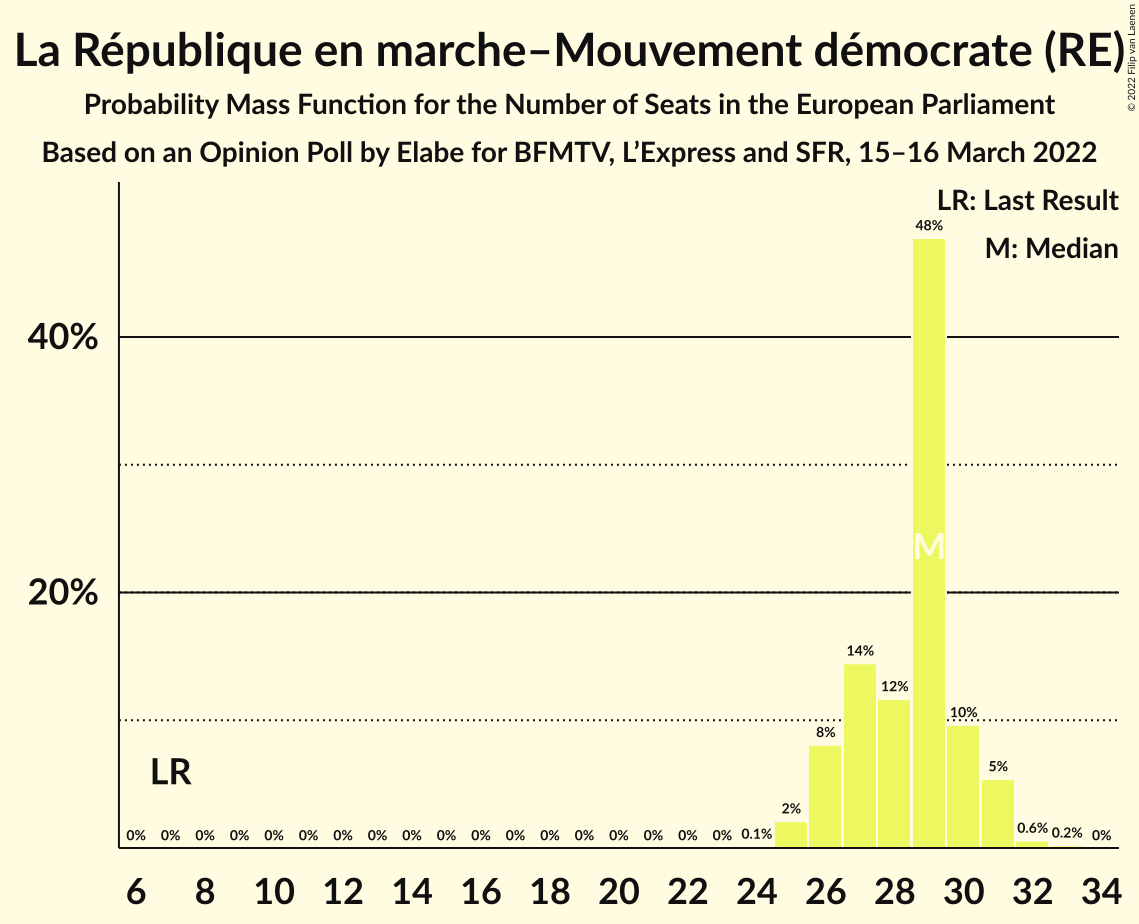 La République en marche–Mouvement démocrate (RE)
© 2022 Filip van Laenen
Probability Mass Function for the Number of Seats in the European Parliament
Based on an Opinion Poll by Elabe for BFMTV, L’Express and SFR, 15–16 March 2022
LR: Last Result
48%
M: Median
40%
M
20%
14%
12%
10%
8%
LR
5%
2%
0% 0% 0% 0% 0% 0% 0% 0% 0% 0% 0% 0% 0% 0% 0% 0% 0% 0% 0.1% 0.6% 0.2% 0%
6 8 10 12 14 16 18 20 22 24 26 28 30 32 34